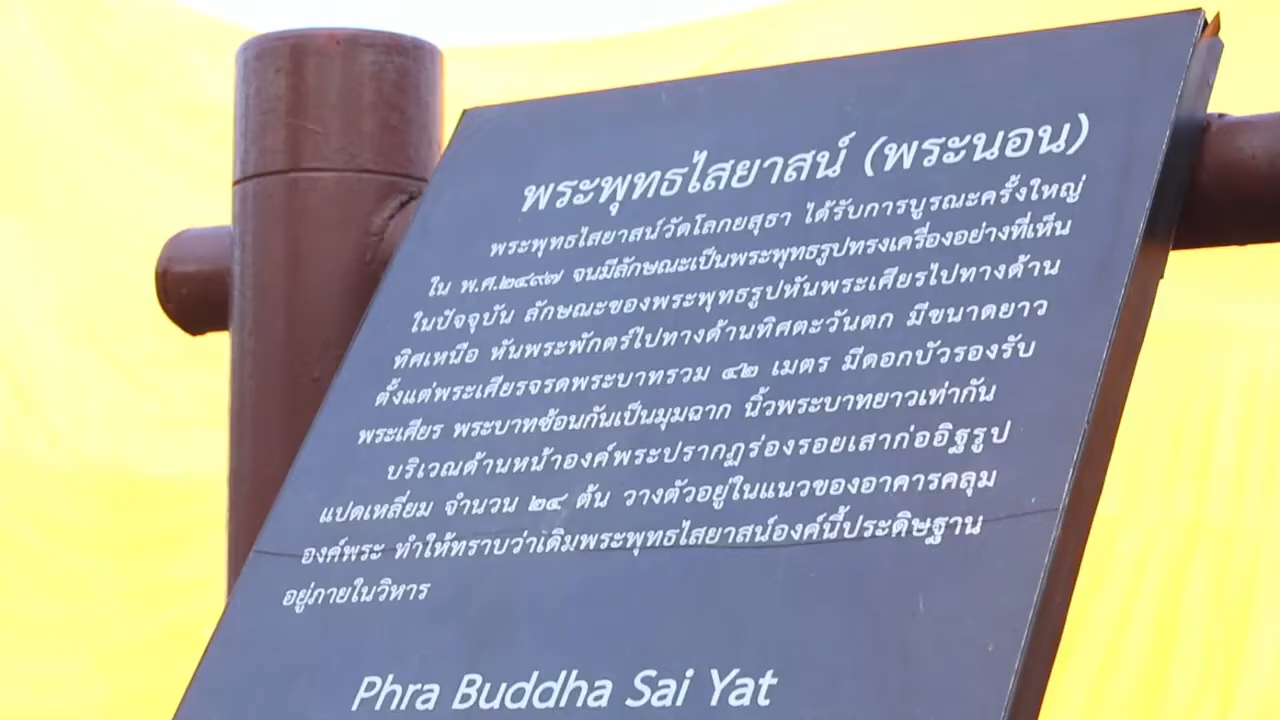 พระพุทธไสยาสน์ (พระนอน)
พระพุทธไสยาสน์วัดโลกยสุธา ได้รับการบูรณะครั้งใหญ่
ใน พ.ศ.๒๔๙๗ จนมีลักษณะเป็นพระพุทธรูปทรงเครื่องอย่างที่เห็น
ในปัจจุบัน ลักษณะของพระพุทธรูปหันพระเศียรไปทางด้าน
ทิศเหนือ หันพระพักตร์ไปทางด้านทิศตะวันตก มีขนาดยาว
ตั้งแต่พระเศียรจรดพระบาทรวม ๔๒ เมตร มีดอกบัวรองรับ
พระเศียร พระบาทซ้อนกันเป็นมุมฉาก นิ้วพระบาทยาวเท่ากัน
บริเวณด้านหน้าองค์พระปรากฏร่องรอยเสาก่ออิฐรูป
แปดเหลี่ยม จำนวน ๒๔ ต้น วางตัวอยู่ในแนวของอาคารคลุม
องค์พระ ทำให้ทราบว่าเดิมพระพุทธไสยาสน์องค์นี้ประดิษฐาน
อยู่ภายในวิหาร
Phra Buddha Sai Yat